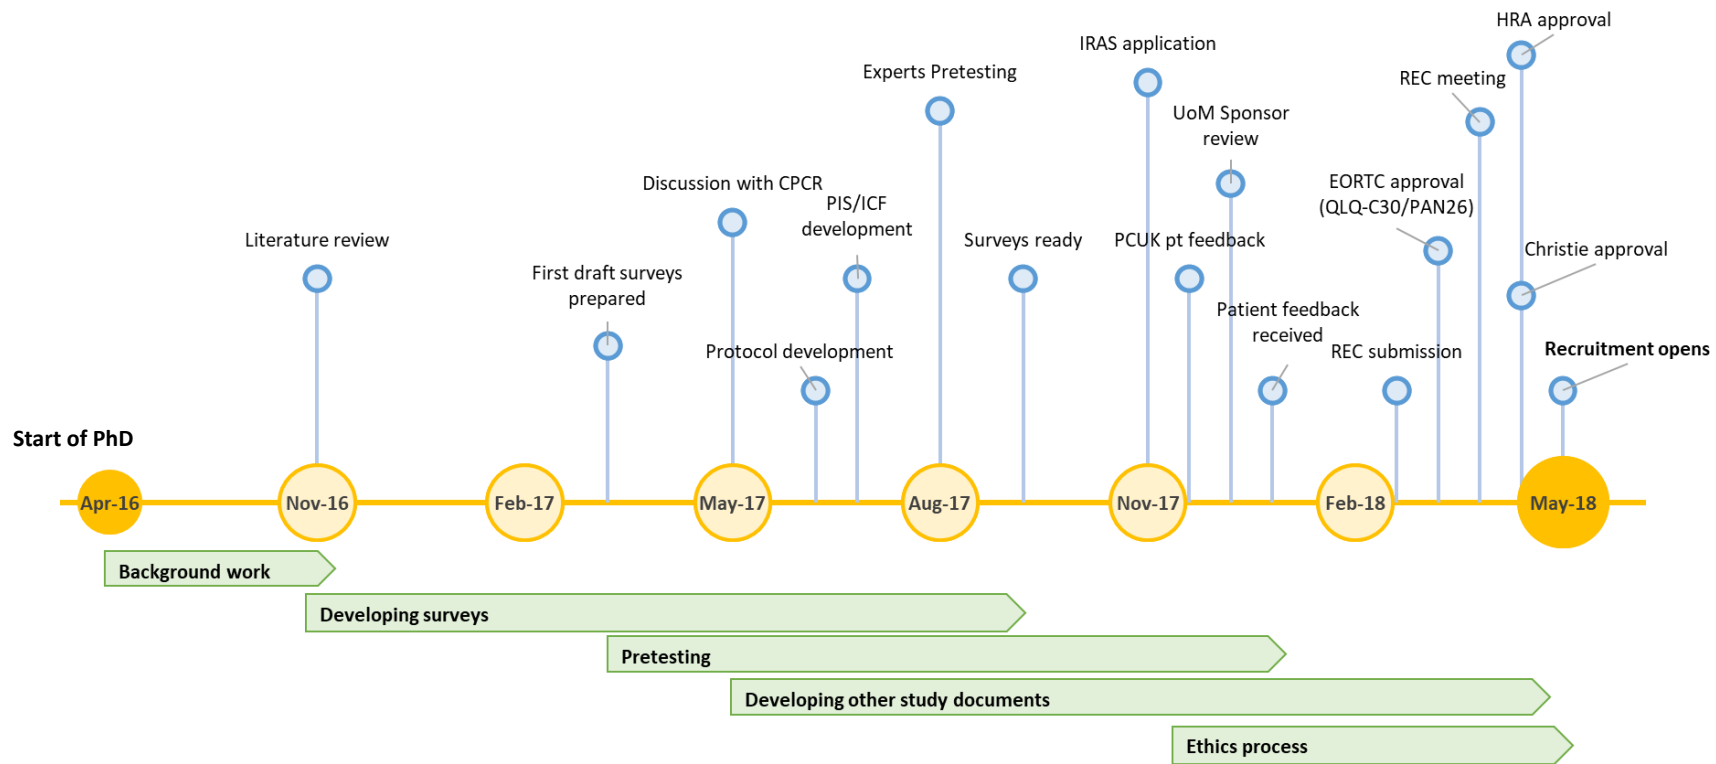 HRA approval
IRAS application
Experts Pretesting
REC meeting
UoM Sponsor
review
Discussion with CPCR
EORTC approval
(QLQ-C30/PAN26)
PIS/ICF
development
Literature review
Surveys ready
PCUK pt feedback
Christie approval
First draft surveys
prepared
Patient feedback
received
Protocol development
REC submission
Recruitment opens
Start of PhD
Apr-16
Nov-16
Feb-17
May-17
Aug-17
Nov-17
Feb-18
May-18
Background work
Developing surveys
Pretesting
Developing other study documents
Ethics process